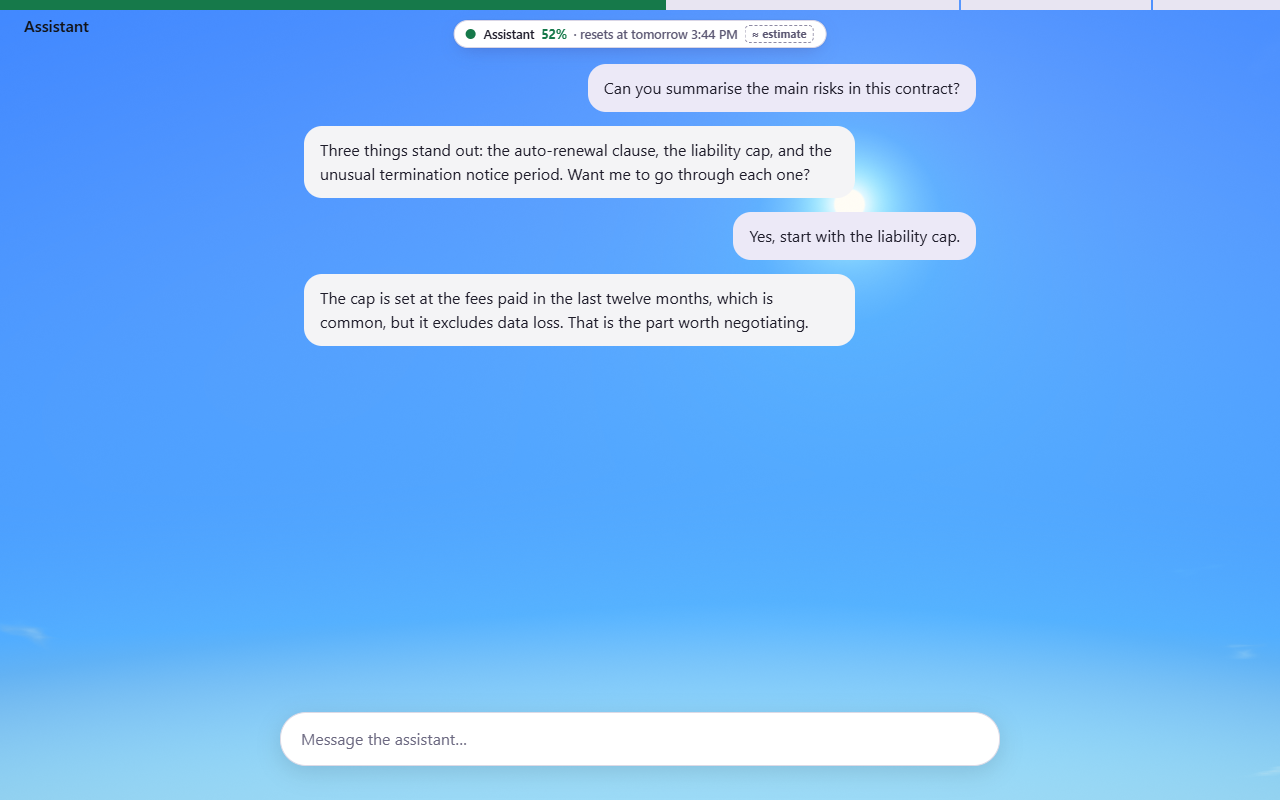 Assistant
Assistant 52% · resets at tomorrow 3:44 PM ≈ estimate
Can you summarise the main risks in this contract?
Three things stand out: the auto-renewal clause, the liability cap, and the
unusual termination notice period. Want me to go through each one?
Yes, start with the liability cap.
The cap is set at the fees paid in the last twelve months, which is
common, but it excludes data loss. That is the part worth negotiating.
Message the assistant...